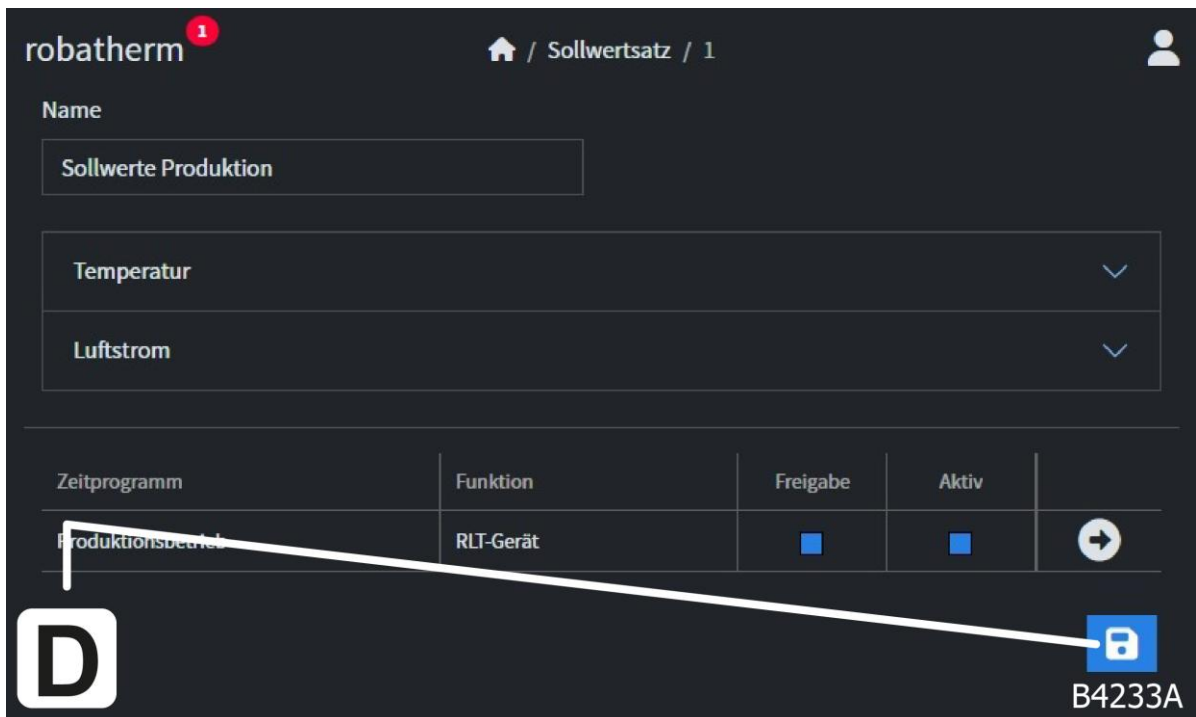 robatherm 1 / Sollwertsatz / 1
Name
Sollwerte Produktion
Temperatur
Luftstrom
Zeitprogramm Funktion Freigabe Aktiv
Produktionsbetrieb RLT-Gerät
D
B4233A